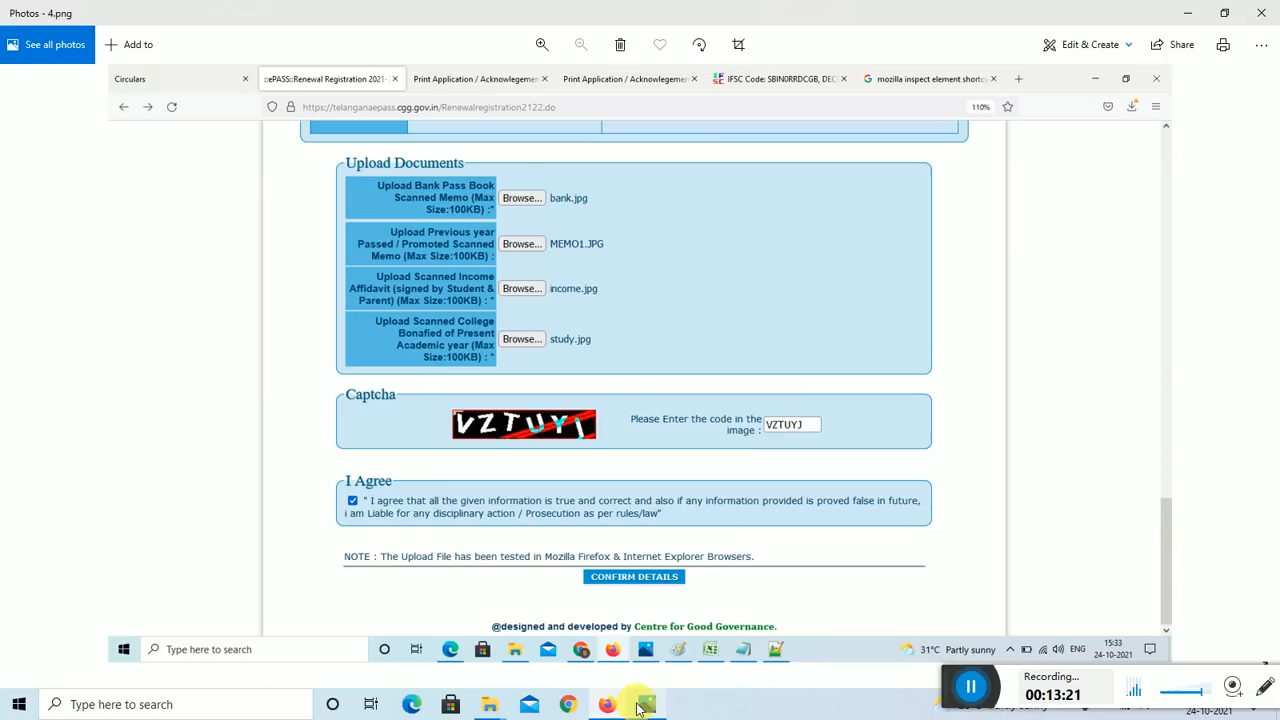 Photos - 4.png
See all photos
Add to
Edit & Create
Share
Circulars
::ePASS::Renewal Registration 2021-
Print Application / Acknowlegemen
Print Application / Acknowlegemen
IFSC Code: SBIN0RRDCGB, DEC
mozilla inspect element shortcu
https://telanganaepass.cgg.gov.in/Renewalregistration2122.do
110%
Upload Documents
Upload Bank Pass Book
Scanned Memo (Max
Size:100KB) :*
Browse... bank.jpg
Upload Previous year
Passed / Promoted Scanned
Memo (Max Size:100KB) :
Browse... MEMO1.JPG
Upload Scanned Income
Affidavit (signed by Student &
Parent) (Max Size:100KB) : *
Browse... income.jpg
Upload Scanned College
Bonafied of Present
Academic year (Max
Size:100KB) : *
Browse... study.jpg
Captcha
VZTUYJ
Please Enter the code in the
image :
VZTUYJ
I Agree
" I agree that all the given information is true and correct and also if any information provided is proved false in future,
i am Liable for any disciplinary action / Prosecution as per rules/law"
NOTE : The Upload File has been tested in Mozilla Firefox & Internet Explorer Browsers.
CONFIRM DETAILS
@designed and developed by Centre for Good Governance.
Type here to search
31°C Partly sunny
ENG
15:33
24-10-2021
Recording...
00:13:21
Type here to search
24-10-2021